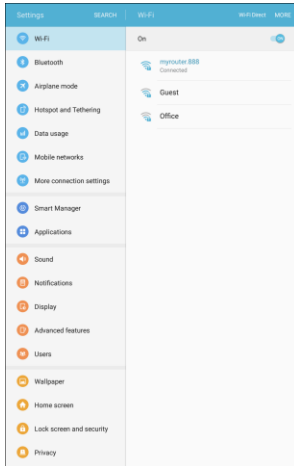 Settings
SEARCH
Wi-Fi
Wi-Fi Direct
MORE
Wi-Fi
Bluetooth
Airplane mode
Hotspot and Tethering
Data usage
Mobile networks
More connection settings
Smart Manager
Applications
Sound
Notifications
Display
Advanced features
Users
Wallpaper
Home screen
Lock screen and security
Privacy
On
ON
myrouter.888
Connected
Guest
Office